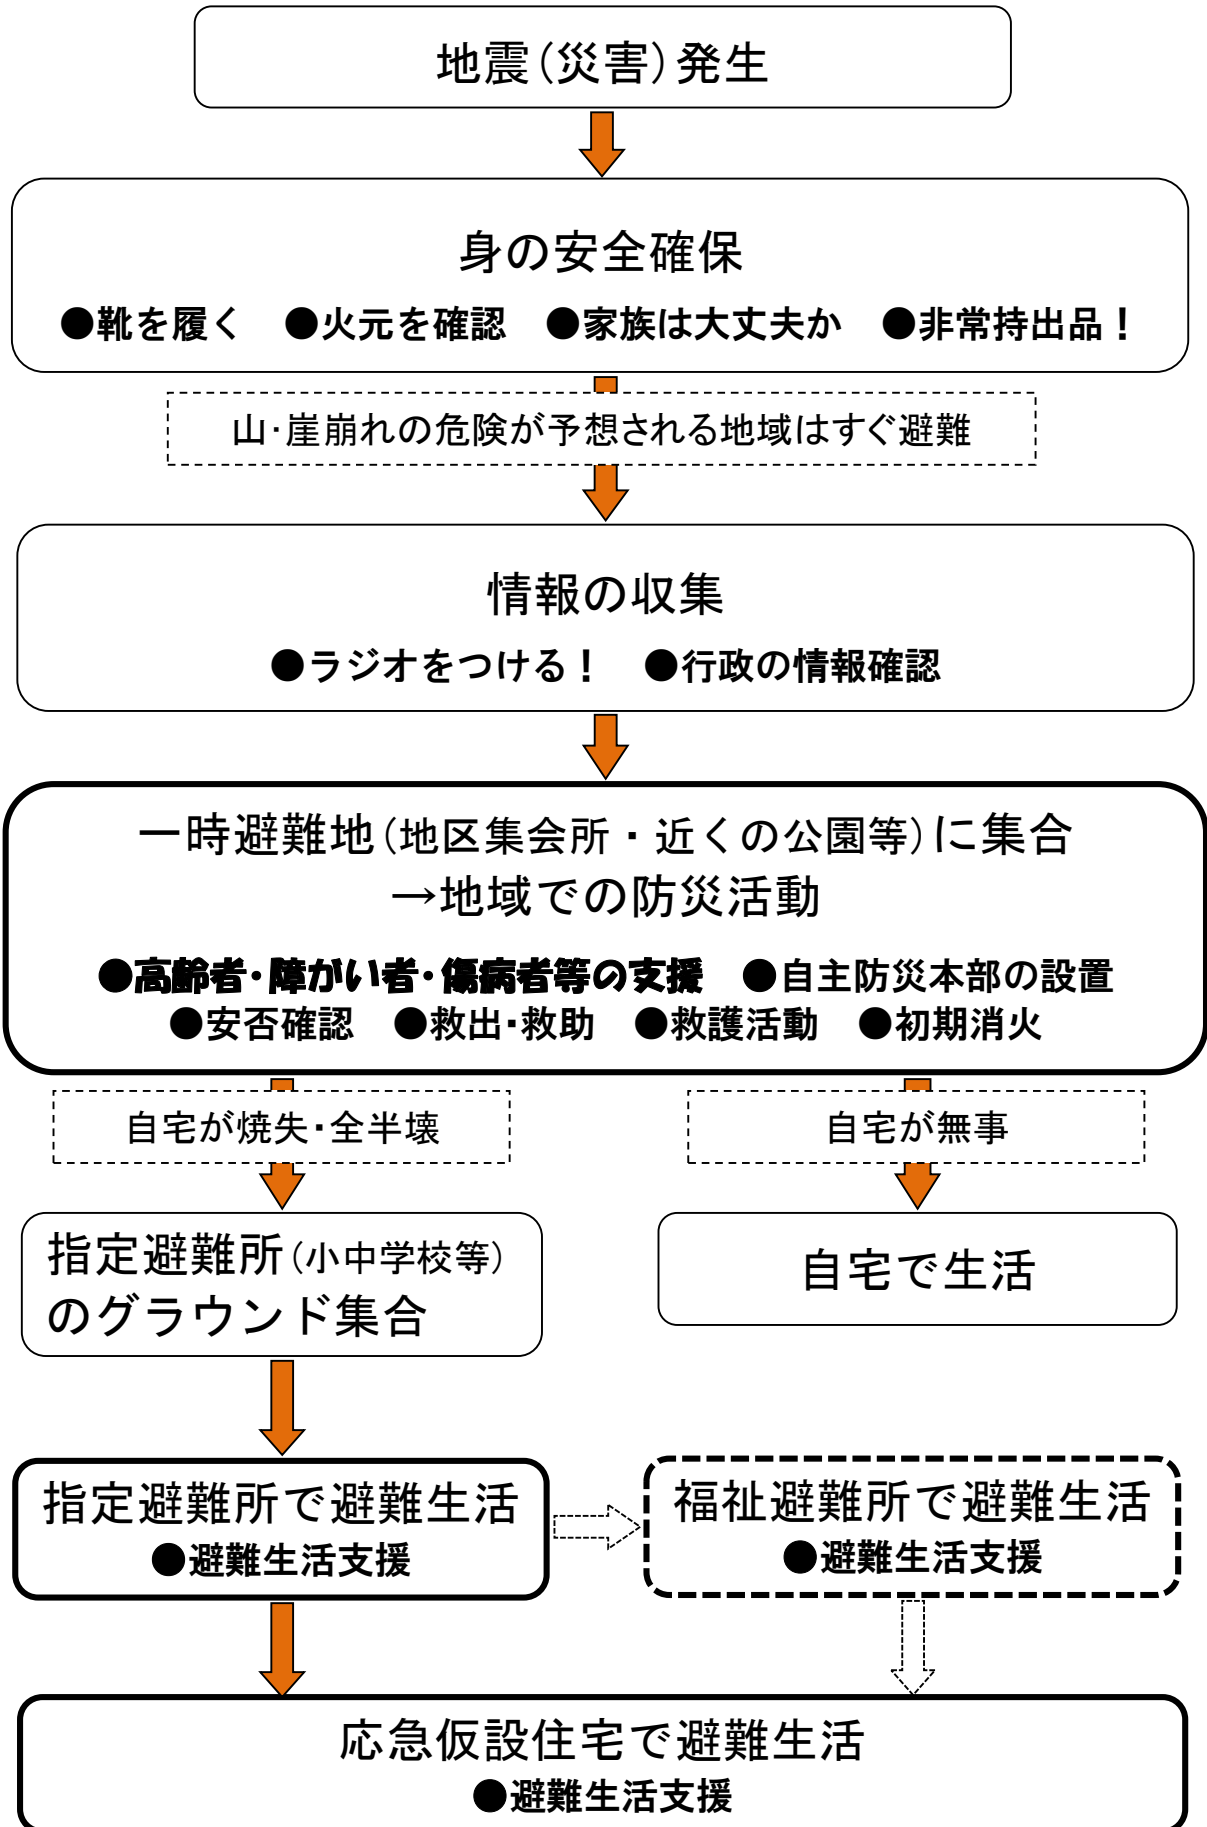 地震（災害）発生
身の安全確保
●靴を履く　●火元を確認　●家族は大丈夫か　●非常持出品！
山・崖崩れの危険が予想される地域はすぐ避難
情報の収集
●ラジオをつける！　●行政の情報確認
一時避難地（地区集会所・近くの公園等）に集合
→地域での防災活動
●高齢者・障がい者・傷病者等の支援　●自主防災本部の設置
●安否確認　●救出・救助　●救護活動　●初期消火
自宅が焼失・全半壊
自宅が無事
指定避難所（小中学校等）
のグラウンド集合
自宅で生活
指定避難所で避難生活
●避難生活支援
福祉避難所で避難生活
●避難生活支援
応急仮設住宅で避難生活
●避難生活支援